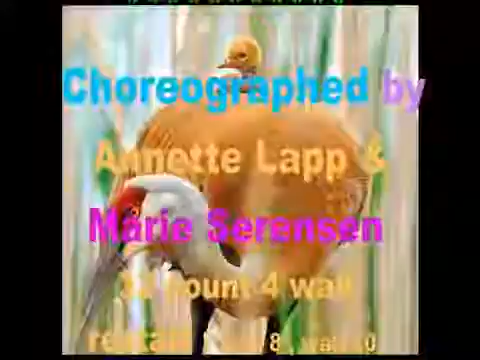 Choreographed by
Annette Lapp &
Marie Sørensen
32 count 4 wall